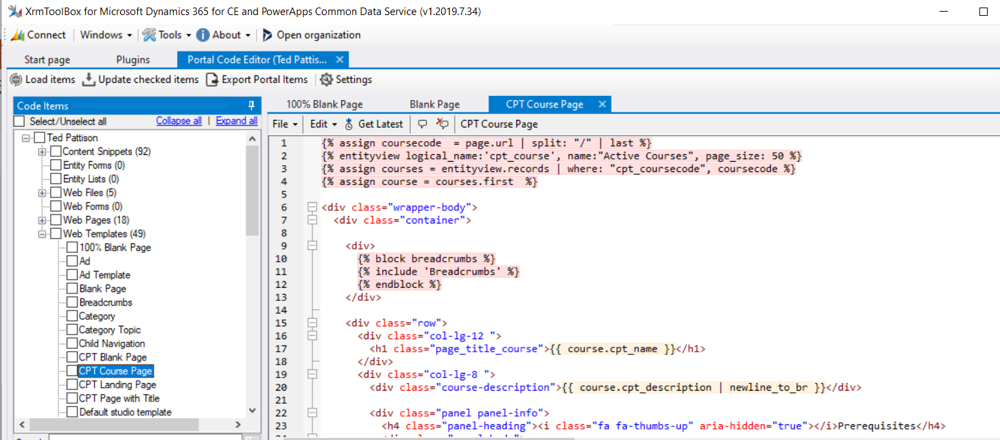 XrmToolBox for Microsoft Dynamics 365 for CE and PowerApps Common Data Service (v1.2019.7.34)
Connect Windows Tools About Open organization
Start page Plugins Portal Code Editor (Ted Pattis...
Load items Update checked items Export Portal Items Settings
Code Items
Select/Unselect all Collapse all | Expand all
Ted Pattison
Content Snippets (92)
Entity Forms (0)
Entity Lists (0)
Web Files (5)
Web Forms (0)
Web Pages (18)
Web Templates (49)
100% Blank Page
Ad
Ad Template
Blank Page
Breadcrumbs
Category
Category Topic
Child Navigation
CPT Blank Page
CPT Course Page
CPT Landing Page
CPT Page with Title
Default studio template
100% Blank Page Blank Page CPT Course Page
File Edit Get Latest CPT Course Page
1 {% assign coursecode  = page.url | split: "/" | last %}
2 {% entityview logical_name:'cpt_course', name:"Active Courses", page_size: 50 %}
3 {% assign courses = entityview.records | where: "cpt_coursecode", coursecode %}
4 {% assign course = courses.first  %}
5
6 <div class="wrapper-body">
7 <div class="container">
8
9 <div>
10 {% block breadcrumbs %}
11 {% include 'Breadcrumbs' %}
12 {% endblock %}
13 </div>
14
15 <div class="row">
16 <div class="col-lg-12 ">
17 <h1 class="page_title_course">{{ course.cpt_name }}</h1>
18 </div>
19 <div class="col-lg-8 ">
20 <div class="course-description">{{ course.cpt_description | newline_to_br }}</div>
21
22 <div class="panel panel-info">
23 <h4 class="panel-heading"><i class="fa fa-thumbs-up" aria-hidden="true"></i>Prerequisites</h4>